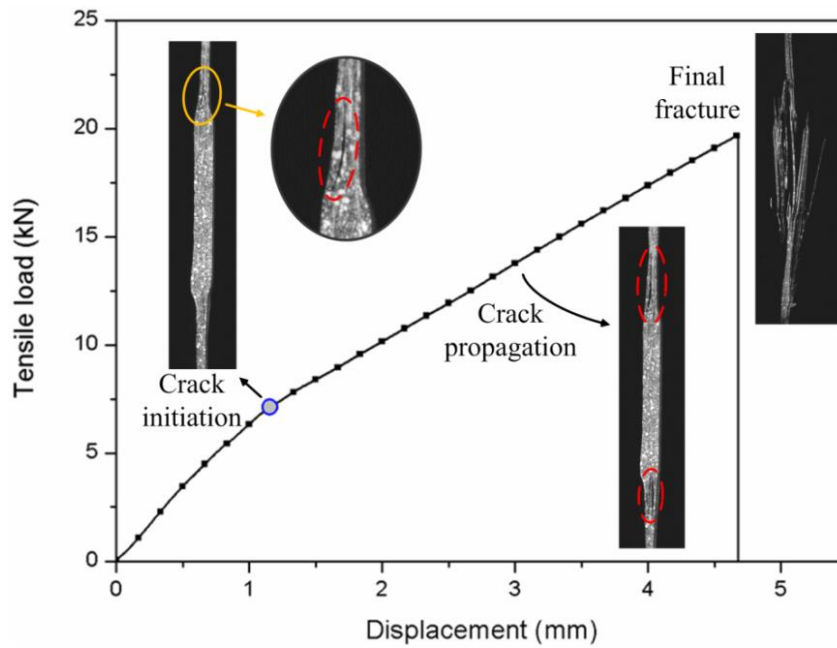 25
20
15
10
5
0
Tensile load (kN)
Final
fracture
Crack
propagation
Crack
initiation
0 1 2 3 4 5
Displacement (mm)